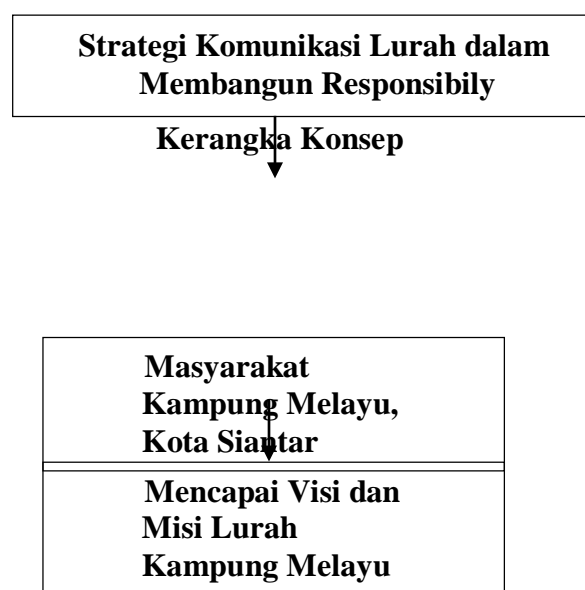 Strategi Komunikasi Lurah dalam
Membangun Responsibily
Kerangka Konsep
Masyarakat
Kampung Melayu,
Kota Siantar
Mencapai Visi dan
Misi Lurah
Kampung Melayu